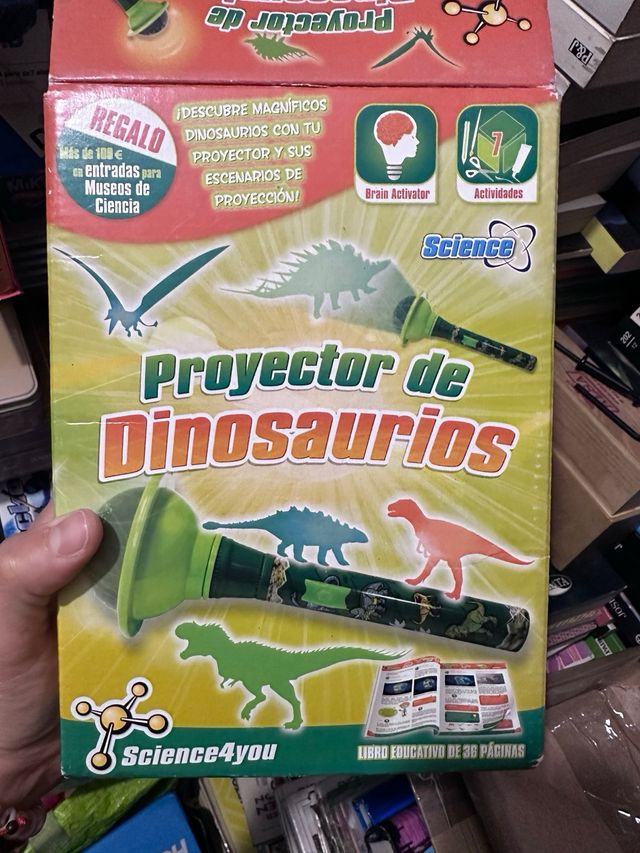 Proyector de
REGALO
Más de 100 €
en entradas para
Museos de
Ciencia
¡DESCUBRE MAGNÍFICOS
DINOSAURIOS CON TU
PROYECTOR Y SUS
ESCENARIOS DE
PROYECCIÓN!
Brain Activator
7
Actividades
Science
Proyector de
Dinosaurios
Science4you
LIBRO EDUCATIVO DE 36 PÁGINAS
P&J
202